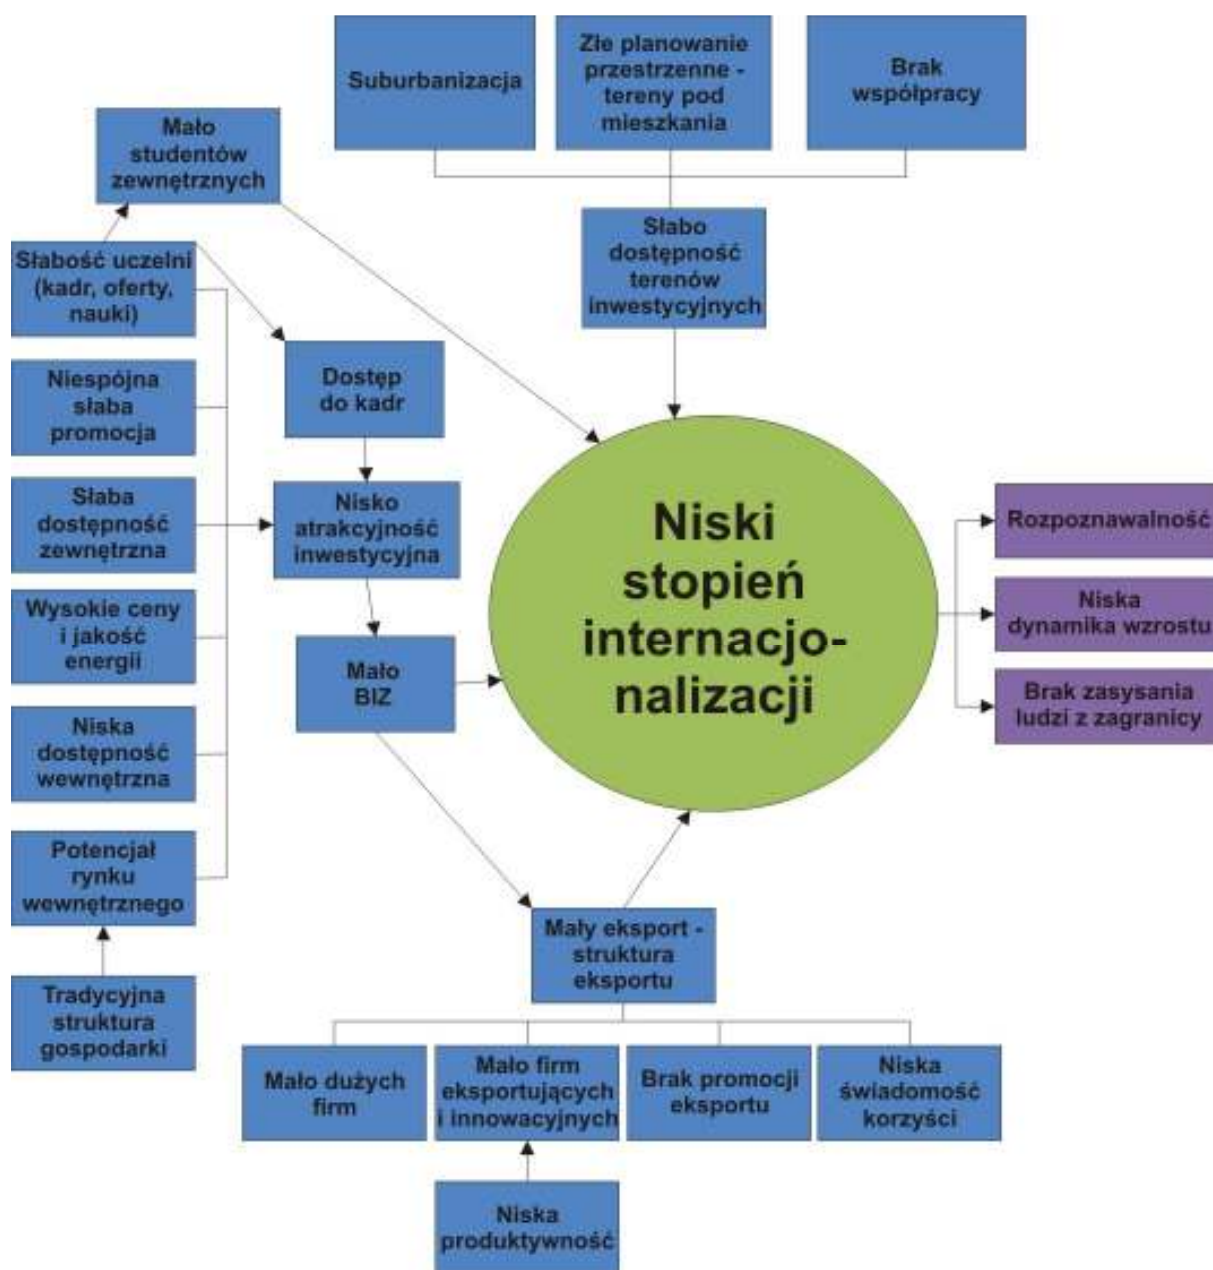 Suburbanizacja
Złe planowanie
przestrzenne -
tereny pod
mieszkania
Brak
współpracy
Mało
studentów
zewnętrznych
Słabo
dostępność
terenów
inwestycyjnych
Słabość uczelni
(kadr, oferty,
nauki)
Dostęp
do kadr
Niespójna
słaba
promocja
Słaba
dostępność
zewnętrzna
Nisko
atrakcyjność
inwestycyjna
Wysokie ceny
i jakość
energii
Mało
BIZ
Niska
dostępność
wewnętrzna
Potencjał
rynku
wewnętrznego
Tradycyjna
struktura
gospodarki
Niski
stopień
internacjo-
nalizacji
Rozpoznawalność
Niska
dynamika wzrostu
Brak zasysania
ludzi z zagranicy
Mały eksport -
struktura
eksportu
Mało dużych
firm
Mało firm
eksportujących
i innowacyjnych
Brak promocji
eksportu
Niska
świadomość
korzyści
Niska
produktywność